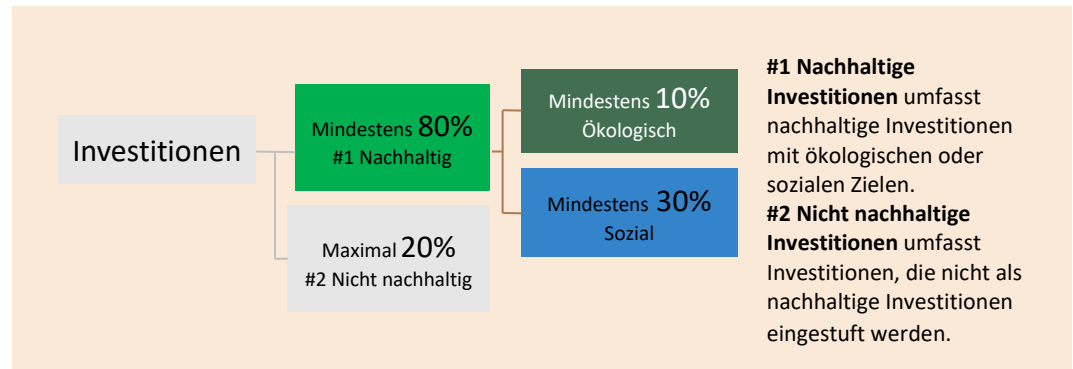 Investitionen
Mindestens 80%
#1 Nachhaltig
Maximal 20%
#2 Nicht nachhaltig
Mindestens 10%
Ökologisch
Mindestens 30%
Sozial
#1 Nachhaltige
Investitionen umfasst
nachhaltige Investitionen
mit ökologischen oder
sozialen Zielen.
#2 Nicht nachhaltige
Investitionen umfasst
Investitionen, die nicht als
nachhaltige Investitionen
eingestuft werden.